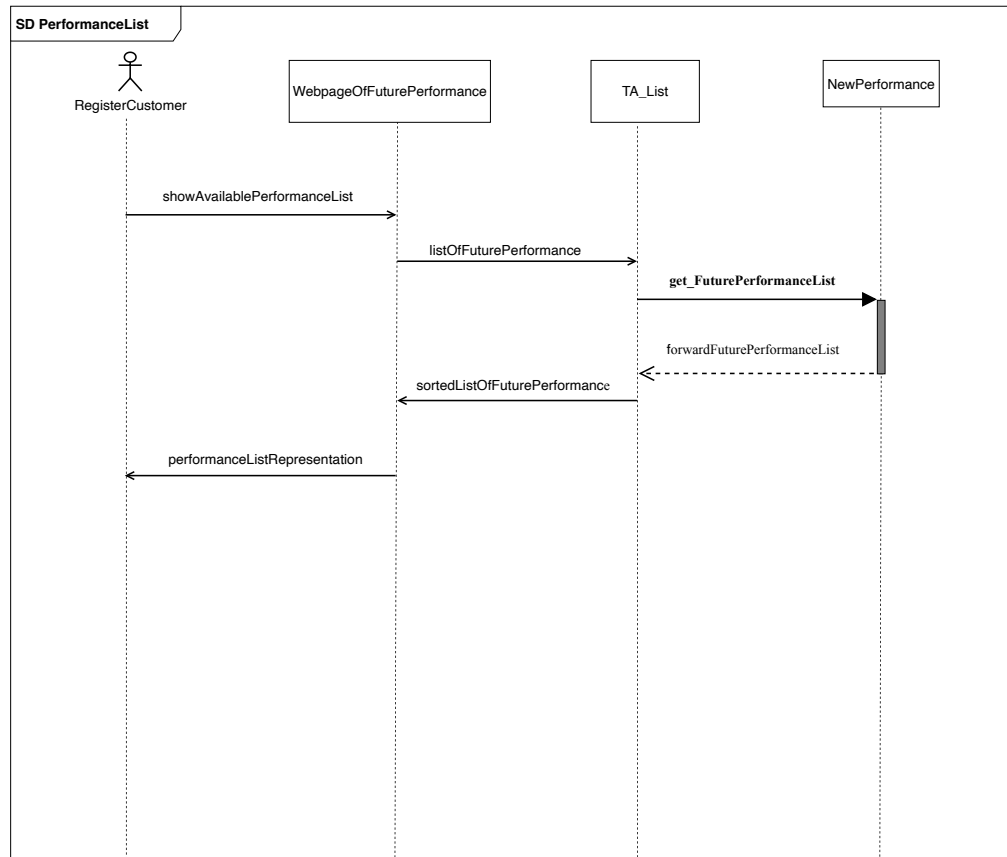 SD PerformanceList
RegisterCustomer
WebpageOfFuturePerformance
TA_List
NewPerformance
showAvailablePerformanceList
listOfFuturePerformance
get_FuturePerformanceList
forwardFuturePerformanceList
sortedListOfFuturePerformance
performanceListRepresentation